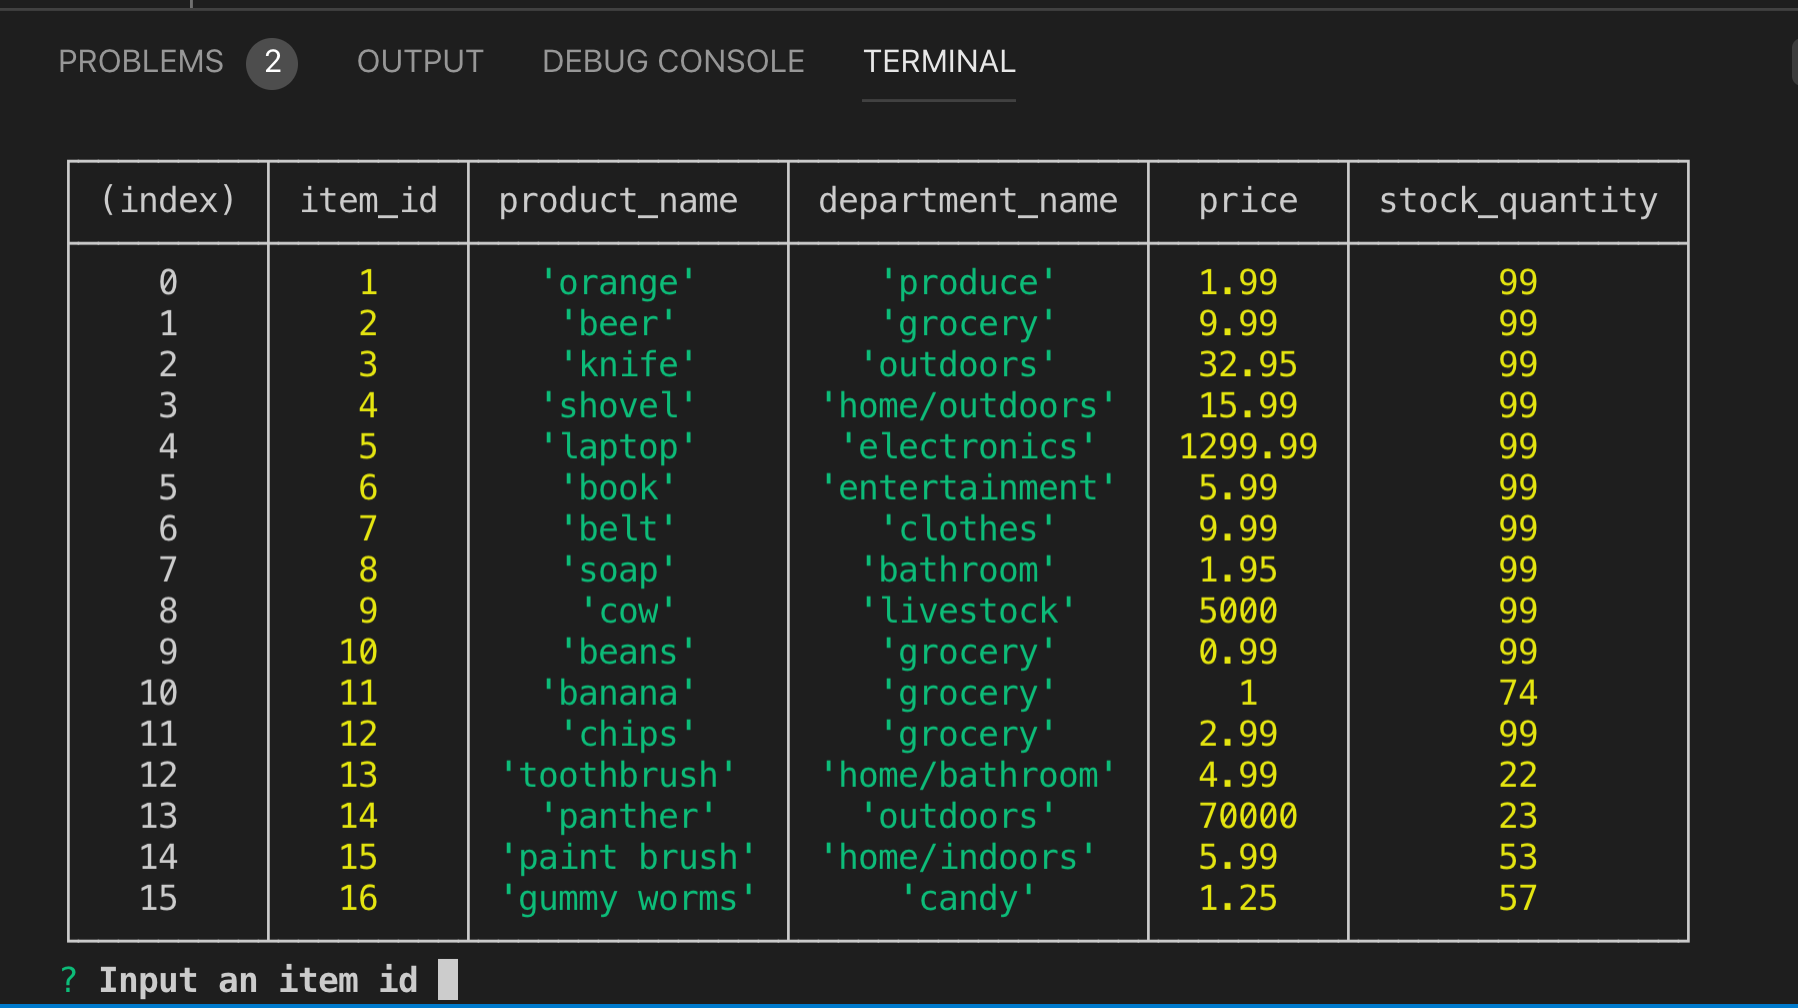 PROBLEMS 2 OUTPUT DEBUG CONSOLE TERMINAL
(index) item_id product_name department_name price stock_quantity
0 1 'orange' 'produce' 1.99 99
1 2 'beer' 'grocery' 9.99 99
2 3 'knife' 'outdoors' 32.95 99
3 4 'shovel' 'home/outdoors' 15.99 99
4 5 'laptop' 'electronics' 1299.99 99
5 6 'book' 'entertainment' 5.99 99
6 7 'belt' 'clothes' 9.99 99
7 8 'soap' 'bathroom' 1.95 99
8 9 'cow' 'livestock' 5000 99
9 10 'beans' 'grocery' 0.99 99
10 11 'banana' 'grocery' 1 74
11 12 'chips' 'grocery' 2.99 99
12 13 'toothbrush' 'home/bathroom' 4.99 22
13 14 'panther' 'outdoors' 70000 23
14 15 'paint brush' 'home/indoors' 5.99 53
15 16 'gummy worms' 'candy' 1.25 57
? Input an item id